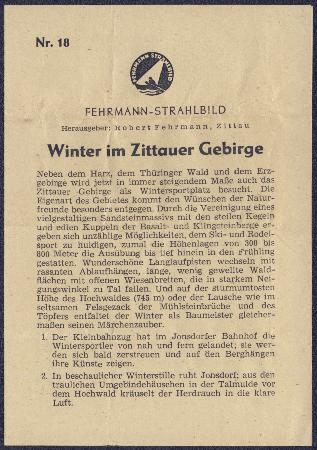 Nr. 18
FEHRMANN STRAHLBILD
FEHRMANN-STRAHLBILD
Herausgeber: Robert Fehrmann, Zittau
Winter im Zittauer Gebirge
Neben dem Harz, dem Thüringer Wald und dem Erz-
gebirge wird jetzt in immer steigendem Maße auch das
Zittauer Gebirge als Wintersportplatz besucht. Die
Eigenart des Gebietes kommt den Wünschen der Natur-
freunde besonders entgegen. Durch die Vereinigung eines
vielgestaltigen Sandsteinmassivs mit den steilen Kegeln
und edlen Kuppeln der Basalt- und Klingsteinberge er-
geben sich unzählige Möglichkeiten, dem Ski- und Rodel-
sport zu huldigen, zumal die Höhenlagen von 300 bis
800 Meter die Ausübung bis tief hinein in den Frühling
gestatten. Wunderschöne Langlaufpisten wechseln mit
rasanten Ablaufhängen, lange, wenig gewellte Wald-
flächen mit offenen Wiesenbreiten, die in starkem Nei-
gungswinkel zu Tal fallen. Und auf der sturmumtosten
Höhe des Hochwaldes (745 m) oder der Lausche wie im
seltsamen Felsgezack der Mühlsteinbrüche und des
Töpfers entfaltet der Winter als Baumeister gleicher-
maßen seinen Märchenzauber.
1. Der Kleinbahnzug hat im Jonsdorfer Bahnhof die
Wintersportler von nah und fern gelandet; sie wer-
den sich bald zerstreuen und auf den Berghängen
ihre Künste zeigen.
2. In beschaulicher Winterstille ruht Jonsdorf; aus den
traulichen Umgebindehäuschen in der Talmulde vor
dem Hochwald kräuselt der Herdrauch in die klare
Luft.